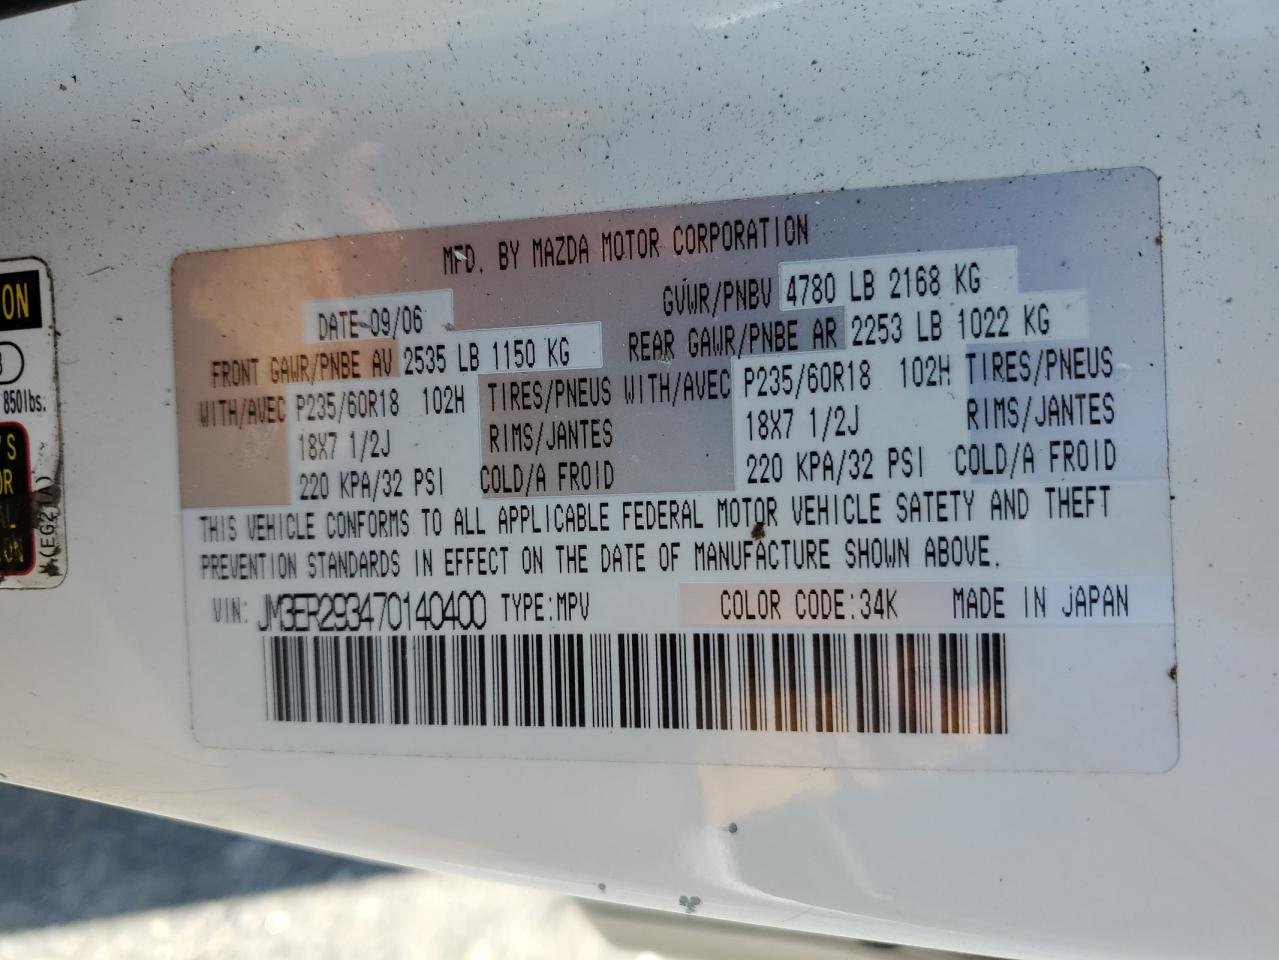 MFD. BY MAZDA MOTOR CORPORATION
DATE-09/06
GVWR/PNBV 4780 LB 2168 KG
FRONT GAWR/PNBE AV 2535 LB 1150 KG
REAR GAWR/PNBE AR 2253 LB 1022 KG
WITH/AVEC P235/60R18 102H TIRES/PNEUS WITH/AVEC P235/60R18 102H TIRES/PNEUS
18X7 1/2J RIMS/JANTES 18X7 1/2J RIMS/JANTES
220 KPA/32 PSI COLD/A FROID 220 KPA/32 PSI COLD/A FROID
THIS VEHICLE CONFORMS TO ALL APPLICABLE FEDERAL MOTOR VEHICLE SATETY AND THEFT
PREVENTION STANDARDS IN EFFECT ON THE DATE OF MANUFACTURE SHOWN ABOVE.
VIN: JM3ER293470140400 TYPE:MPV COLOR CODE:34K MADE IN jAPAN
ON
850lbs.
'S
OR
AL
ON
(EG21A)